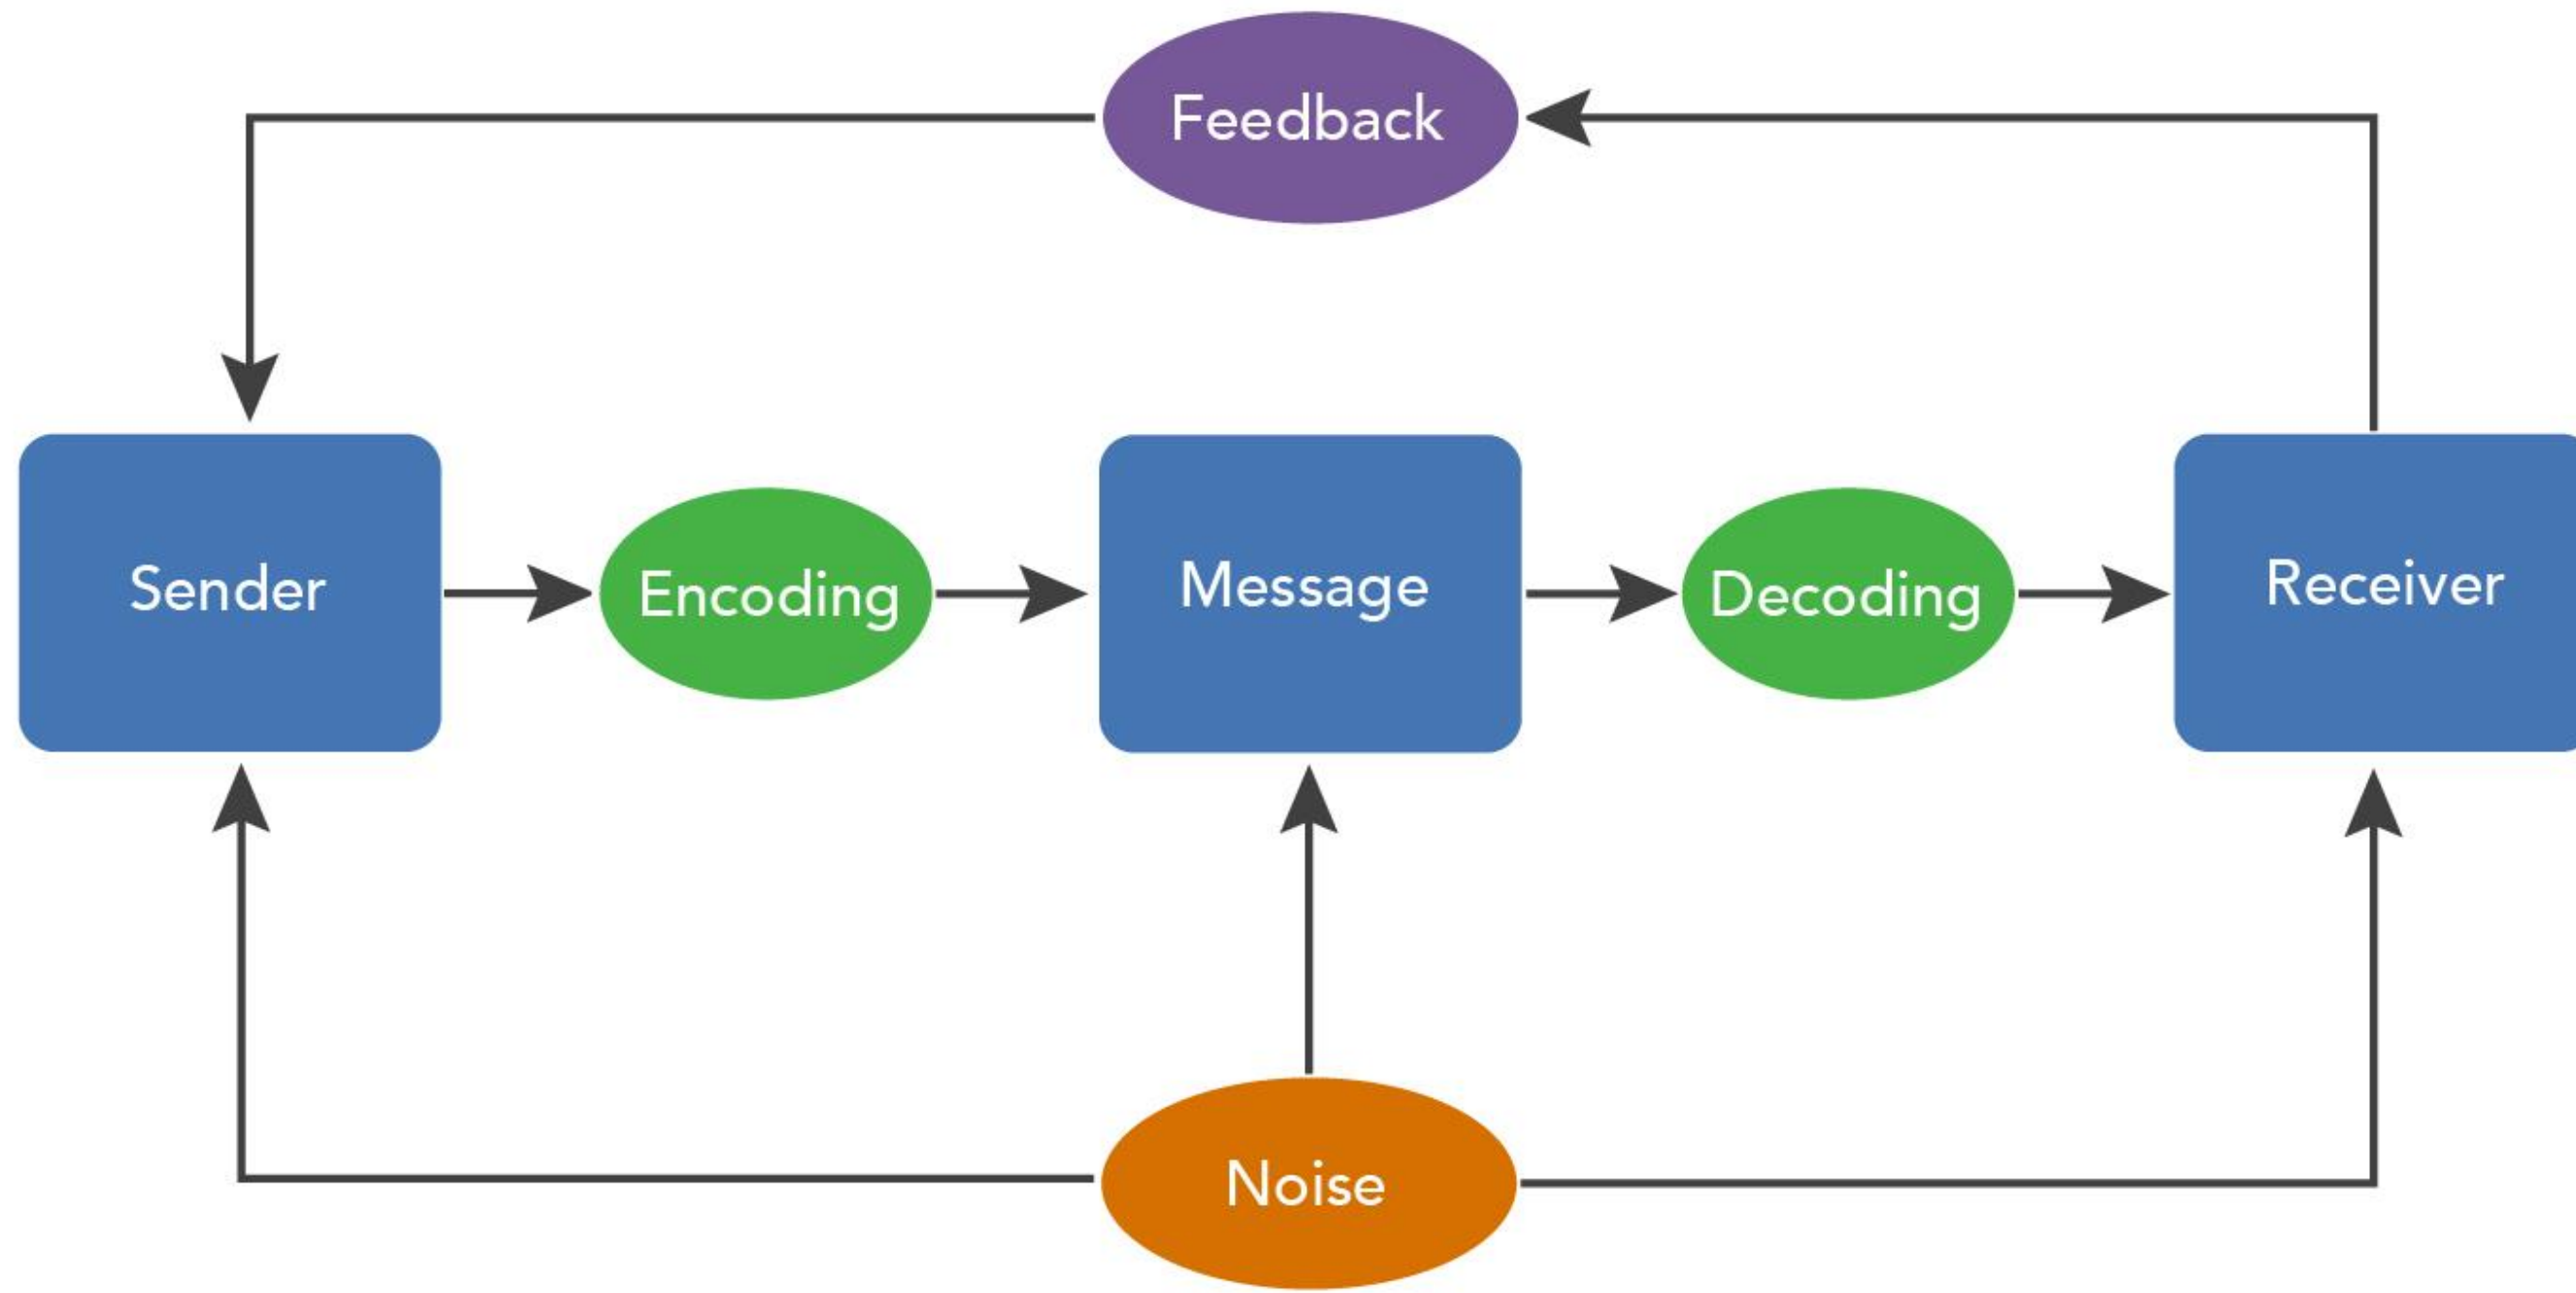 Feedback
Sender
Encoding
Message
Decoding
Receiver
Noise